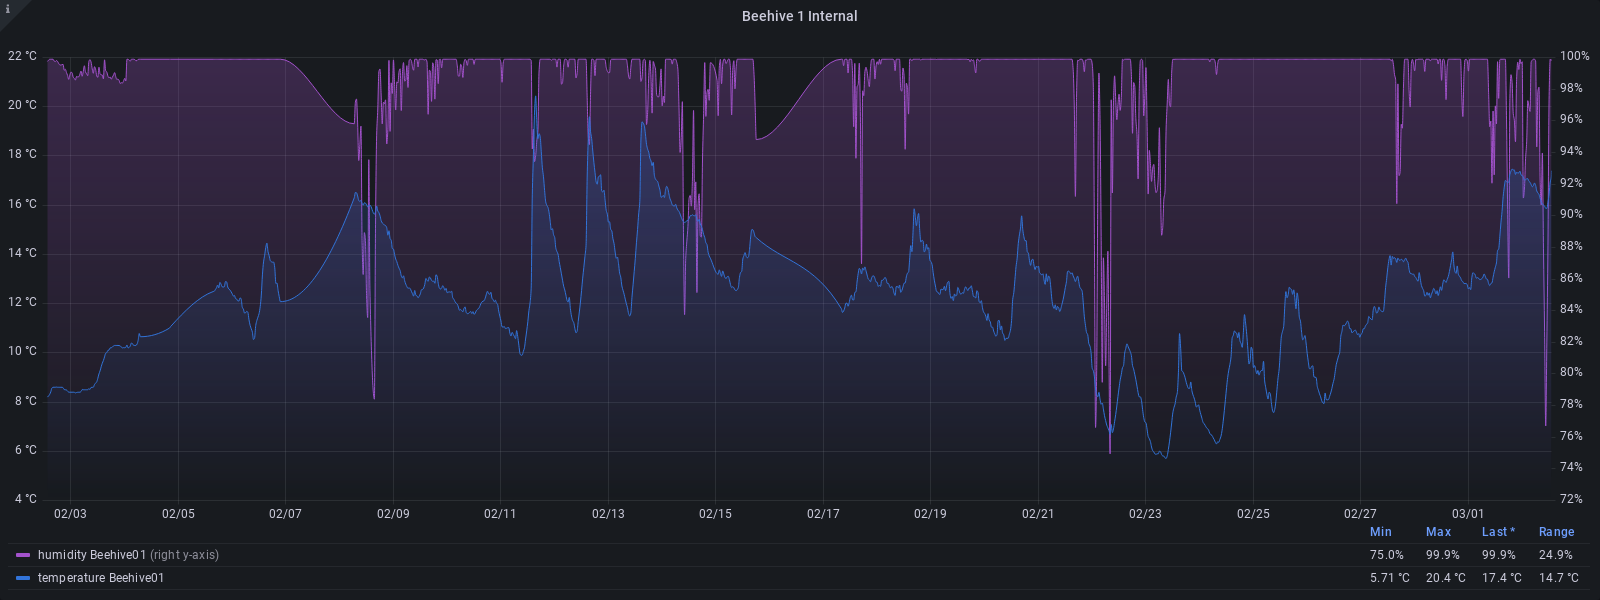 i
Beehive 1 Internal
22 °C 100%
98%
20 °C 96%
18 °C 94%
92%
16 °C 90%
14 °C 88%
86%
12 °C 84%
82%
10 °C 80%
8 °C 78%
6 °C 76%
74%
4 °C 72%
02/03 02/05 02/07 02/09 02/11 02/13 02/15 02/17 02/19 02/21 02/23 02/25 02/27 03/01
Min Max Last * Range
humidity Beehive01 (right y-axis) 75.0% 99.9% 99.9% 24.9%
temperature Beehive01 5.71 °C 20.4 °C 17.4 °C 14.7 °C